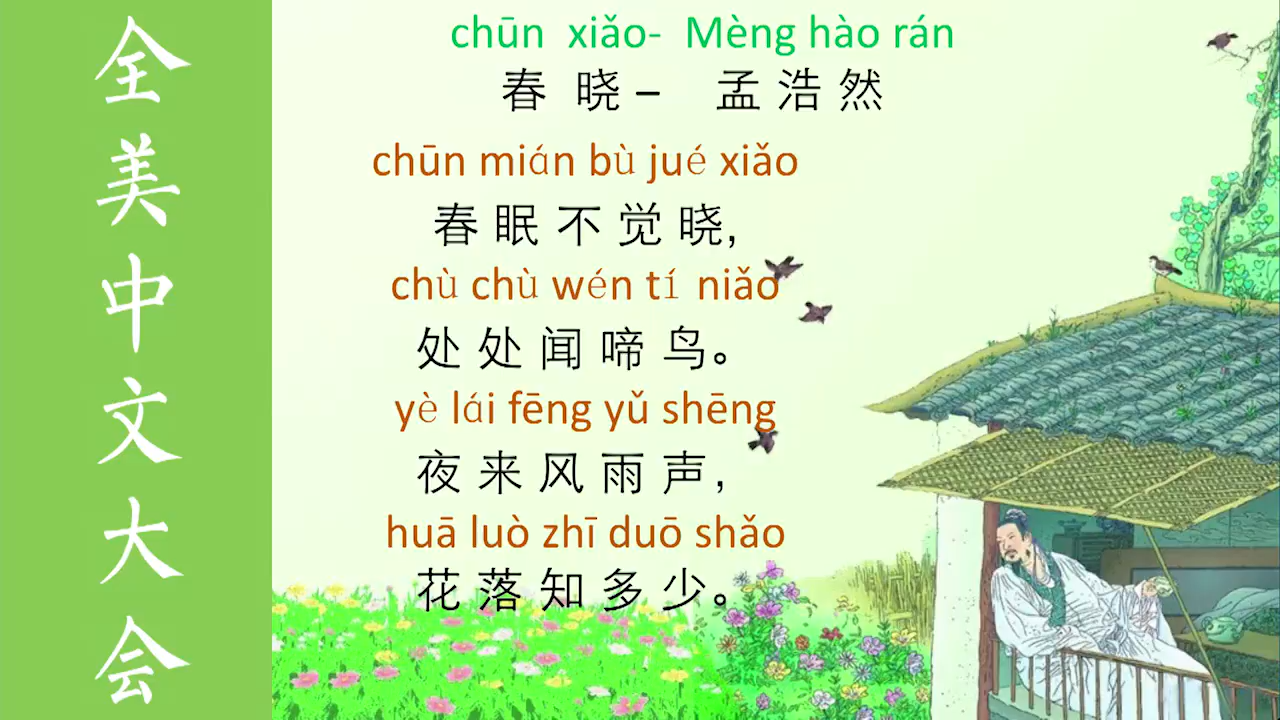 全美中文大会
chūn xiǎo- Mèng hào rán
春 晓 – 孟 浩 然
chūn mián bù jué xiǎo
春 眠 不 觉 晓,
chù chù wén tí niǎo
处 处 闻 啼 鸟。
yè lái fēng yǔ shēng
夜 来 风 雨 声,
huā luò zhī duō shǎo
花 落 知 多 少。